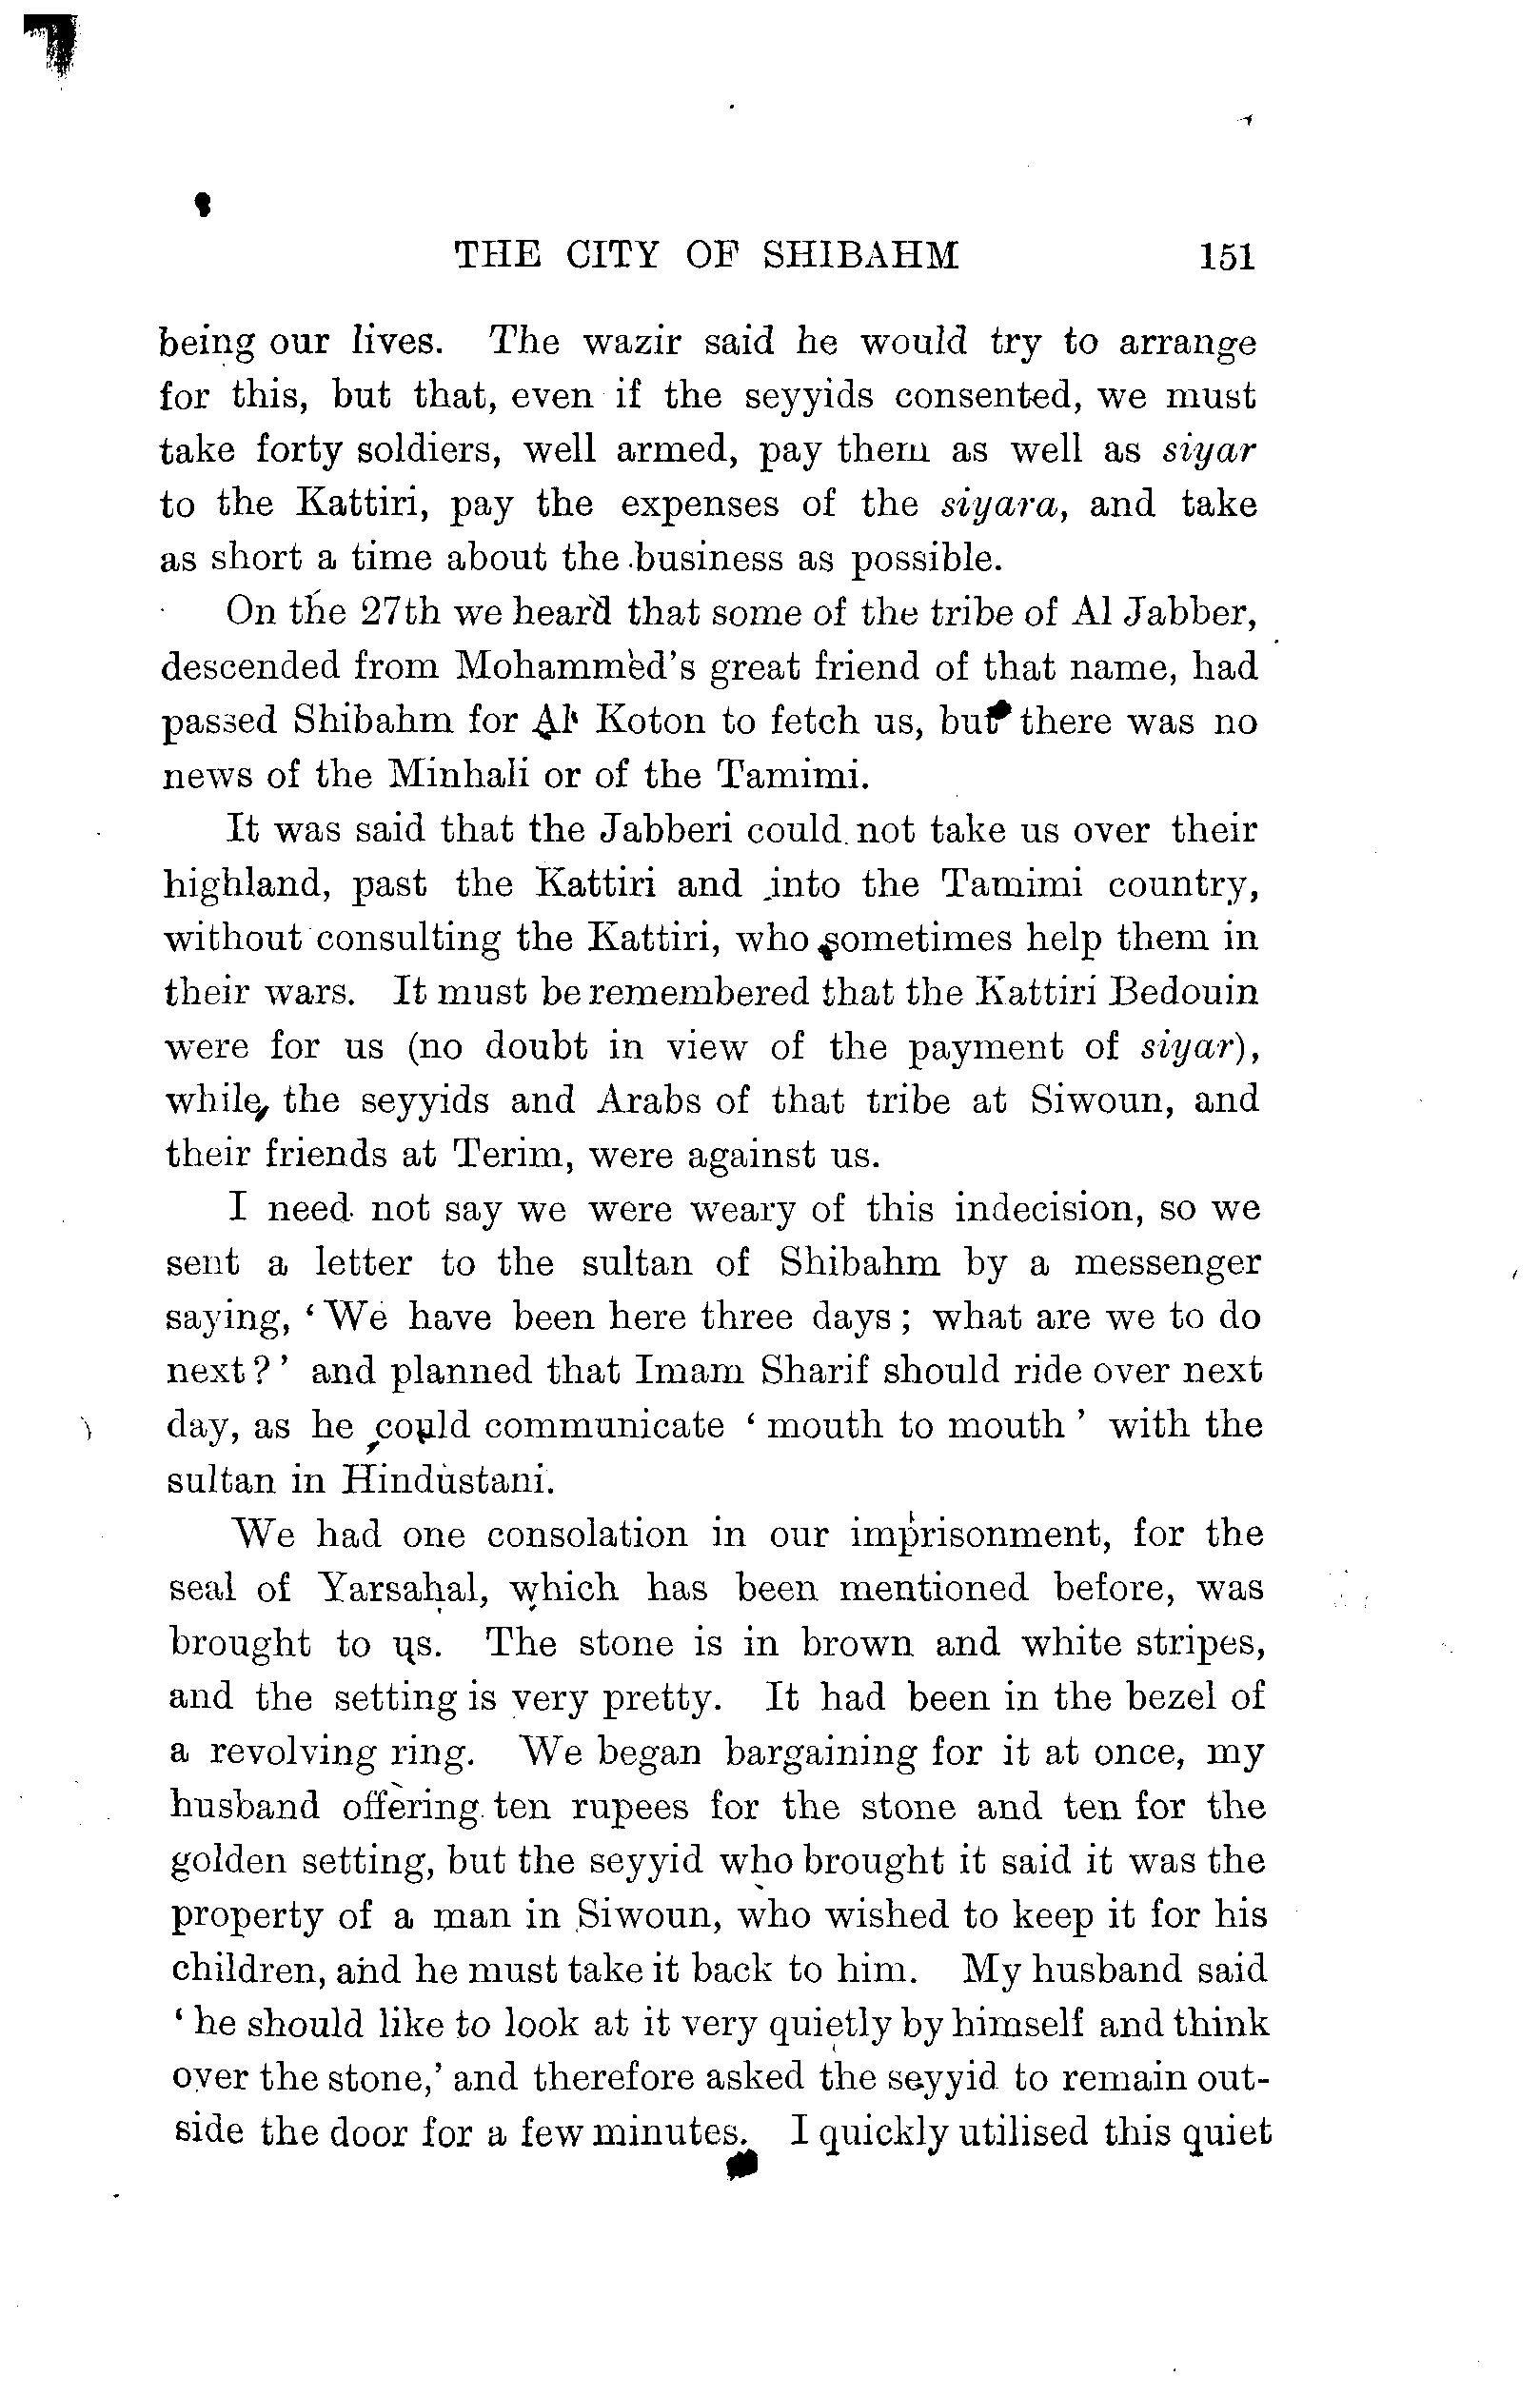 THE CITY OF SHIBAHM 151
being our lives. The wazir said he would try to arrange
for this, but that, even if the seyyids consented, we must
take forty soldiers, well armed, pay them as well as siyar
to the Kattiri, pay the expenses of the siyara, and take
as short a time about the business as possible.
On the 27th we heard that some of the tribe of Al Jabber,
descended from Mohammed's great friend of that name, had
passed Shibahm for Al Koton to fetch us, but there was no
news of the Minhali or of the Tamimi.
It was said that the Jabberi could not take us over their
highland, past the Kattiri and into the Tamimi country,
without consulting the Kattiri, who sometimes help them in
their wars. It must be remembered that the Kattiri Bedouin
were for us (no doubt in view of the payment of siyar),
while the seyyids and Arabs of that tribe at Siwoun, and
their friends at Terim, were against us.
I need not say we were weary of this indecision, so we
sent a letter to the sultan of Shibahm by a messenger
saying, ‘We have been here three days; what are we to do
next?’ and planned that Imam Sharif should ride over next
day, as he could communicate ‘mouth to mouth’ with the
sultan in Hindustani.
We had one consolation in our imprisonment, for the
seal of Yarsahal, which has been mentioned before, was
brought to us. The stone is in brown and white stripes,
and the setting is very pretty. It had been in the bezel of
a revolving ring. We began bargaining for it at once, my
husband offering ten rupees for the stone and ten for the
golden setting, but the seyyid who brought it said it was the
property of a man in Siwoun, who wished to keep it for his
children, and he must take it back to him. My husband said
‘he should like to look at it very quietly by himself and think
over the stone,’ and therefore asked the seyyid to remain out-
side the door for a few minutes. I quickly utilised this quiet